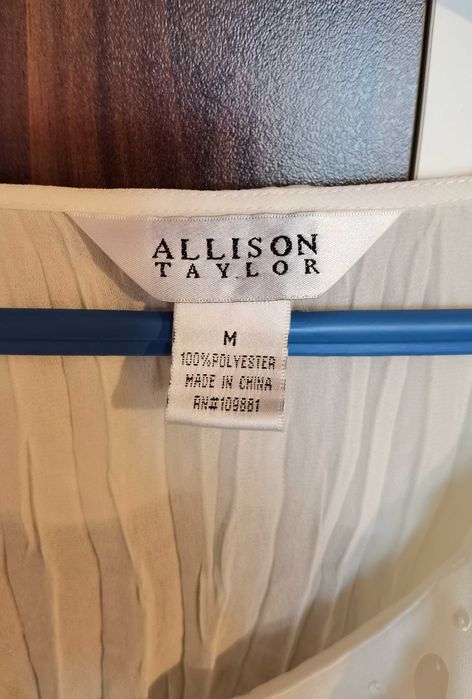 ALLISON
TAYLOR
M
100%POLYESTER
MADE IN CHINA
RN#109881